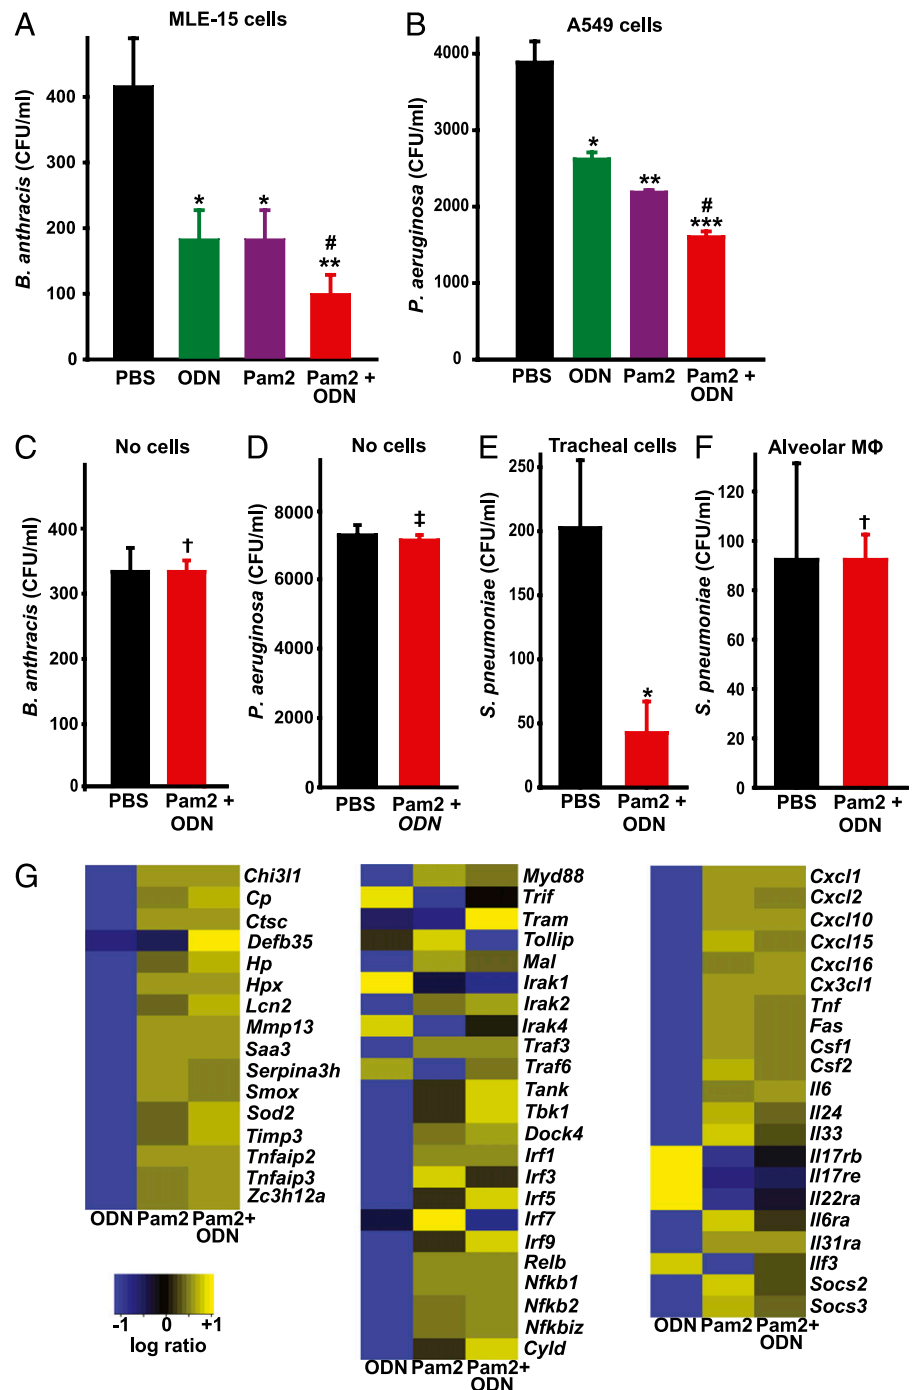 A
MLE-15 cells
B. anthracis (CFU/ml)
400
300
200
100
0
*
*
#
**
PBS
ODN
Pam2
Pam2 +
ODN
B
A549 cells
P. aeruginosa (CFU/ml)
4000
3000
2000
1000
0
*
**
#
***
PBS
ODN
Pam2
Pam2 +
ODN
C
No cells
B. anthracis (CFU/ml)
400
300
200
100
0
†
PBS
Pam2 +
ODN
D
No cells
P. aeruginosa (CFU/ml)
8000
6000
4000
2000
0
‡
PBS
Pam2 +
ODN
E
Tracheal cells
S. pneumoniae (CFU/ml)
250
200
150
100
50
0
*
PBS
Pam2 +
ODN
F
Alveolar MΦ
S. pneumoniae (CFU/ml)
120
100
80
60
40
20
0
†
PBS
Pam2 +
ODN
G
Chi3l1
Cp
Ctsc
Defb35
Hp
Hpx
Lcn2
Mmp13
Saa3
Serpina3h
Smox
Sod2
Timp3
Tnfaip2
Tnfaip3
Zc3h12a
ODN
Pam2
Pam2+
ODN
-1
0
+1
log ratio
Myd88
Trif
Tram
Tollip
Mal
Irak1
Irak2
Irak4
Traf3
Traf6
Tank
Tbk1
Dock4
Irf1
Irf3
Irf5
Irf7
Irf9
Relb
Nfkb1
Nfkb2
Nfkbiz
Cyld
ODN
Pam2
Pam2+
ODN
Cxcl1
Cxcl2
Cxcl10
Cxcl15
Cxcl16
Cx3cl1
Tnf
Fas
Csf1
Csf2
Il6
Il24
Il33
Il17rb
Il17re
Il22ra
Il6ra
Il31ra
Ilf3
Socs2
Socs3
ODN
Pam2
Pam2+
ODN